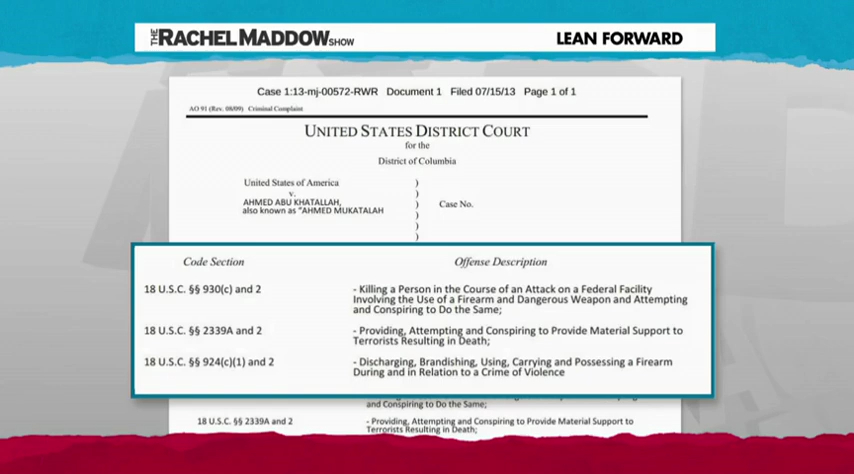 THE RACHEL MADDOW SHOW
LEAN FORWARD
Case 1:13-mj-00572-RWR Document 1 Filed 07/15/13 Page 1 of 1
AO 91 (Rev. 08/09) Criminal Complaint
UNITED STATES DISTRICT COURT
for the
District of Columbia
United States of America
v.
AHMED ABU KHATALLAH,
also known as "AHMED MUKATALAH
)
)
)
)
)
)
Case No.
Code Section Offense Description
18 U.S.C. §§ 930(c) and 2 - Killing a Person in the Course of an Attack on a Federal Facility
Involving the Use of a Firearm and Dangerous Weapon and Attempting
and Conspiring to Do the Same;
18 U.S.C. §§ 2339A and 2 - Providing, Attempting and Conspiring to Provide Material Support to
Terrorists Resulting in Death;
18 U.S.C. §§ 924(c)(1) and 2 - Discharging, Brandishing, Using, Carrying and Possessing a Firearm
During and in Relation to a Crime of Violence
and Conspiring to Do the Same;
18 U.S.C. §§ 2339A and 2 - Providing, Attempting and Conspiring to Provide Material Support to
Terrorists Resulting in Death;